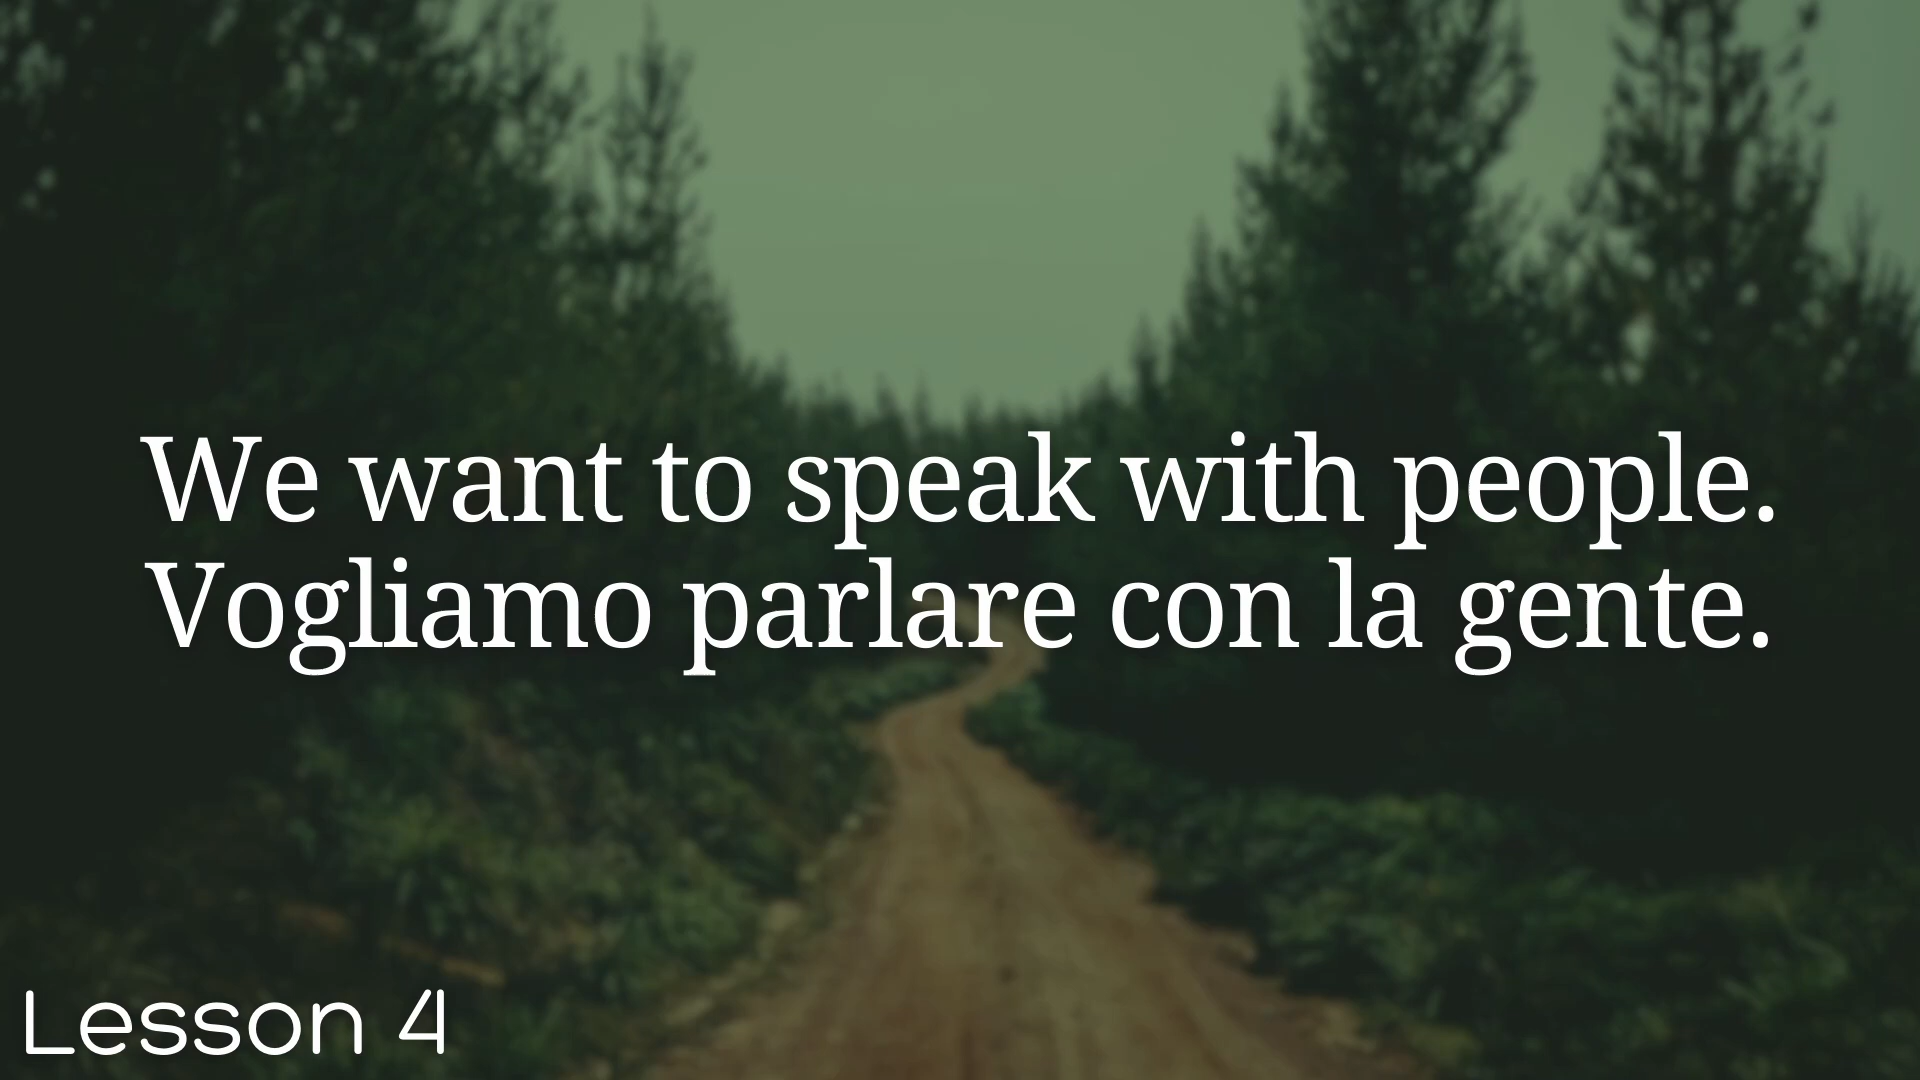 We want to speak with people.
Vogliamo parlare con la gente.
Lesson 4